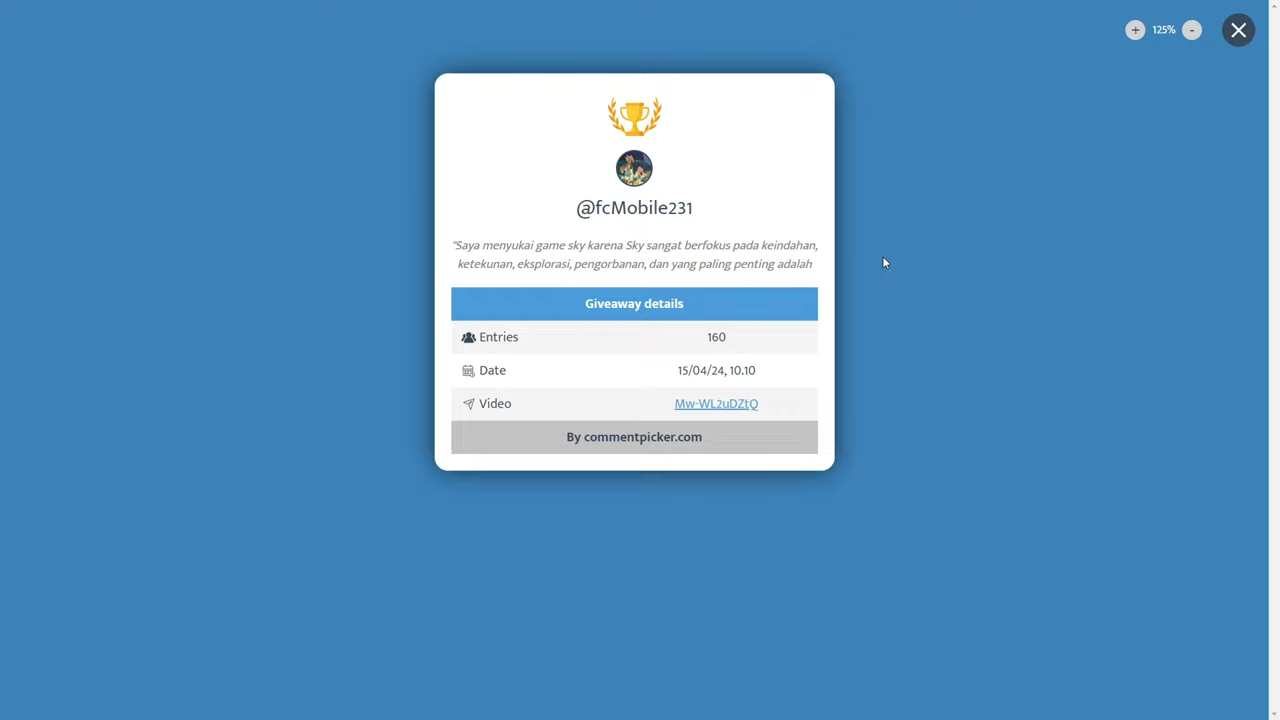 + 125% -
@fcMobile231
"Saya menyukai game sky karena Sky sangat berfokus pada keindahan,
ketekunan, eksplorasi, pengorbanan, dan yang paling penting adalah
Giveaway details
Entries 160
Date 15/04/24, 10.10
Video Mw-WL2uDZtQ
By commentpicker.com